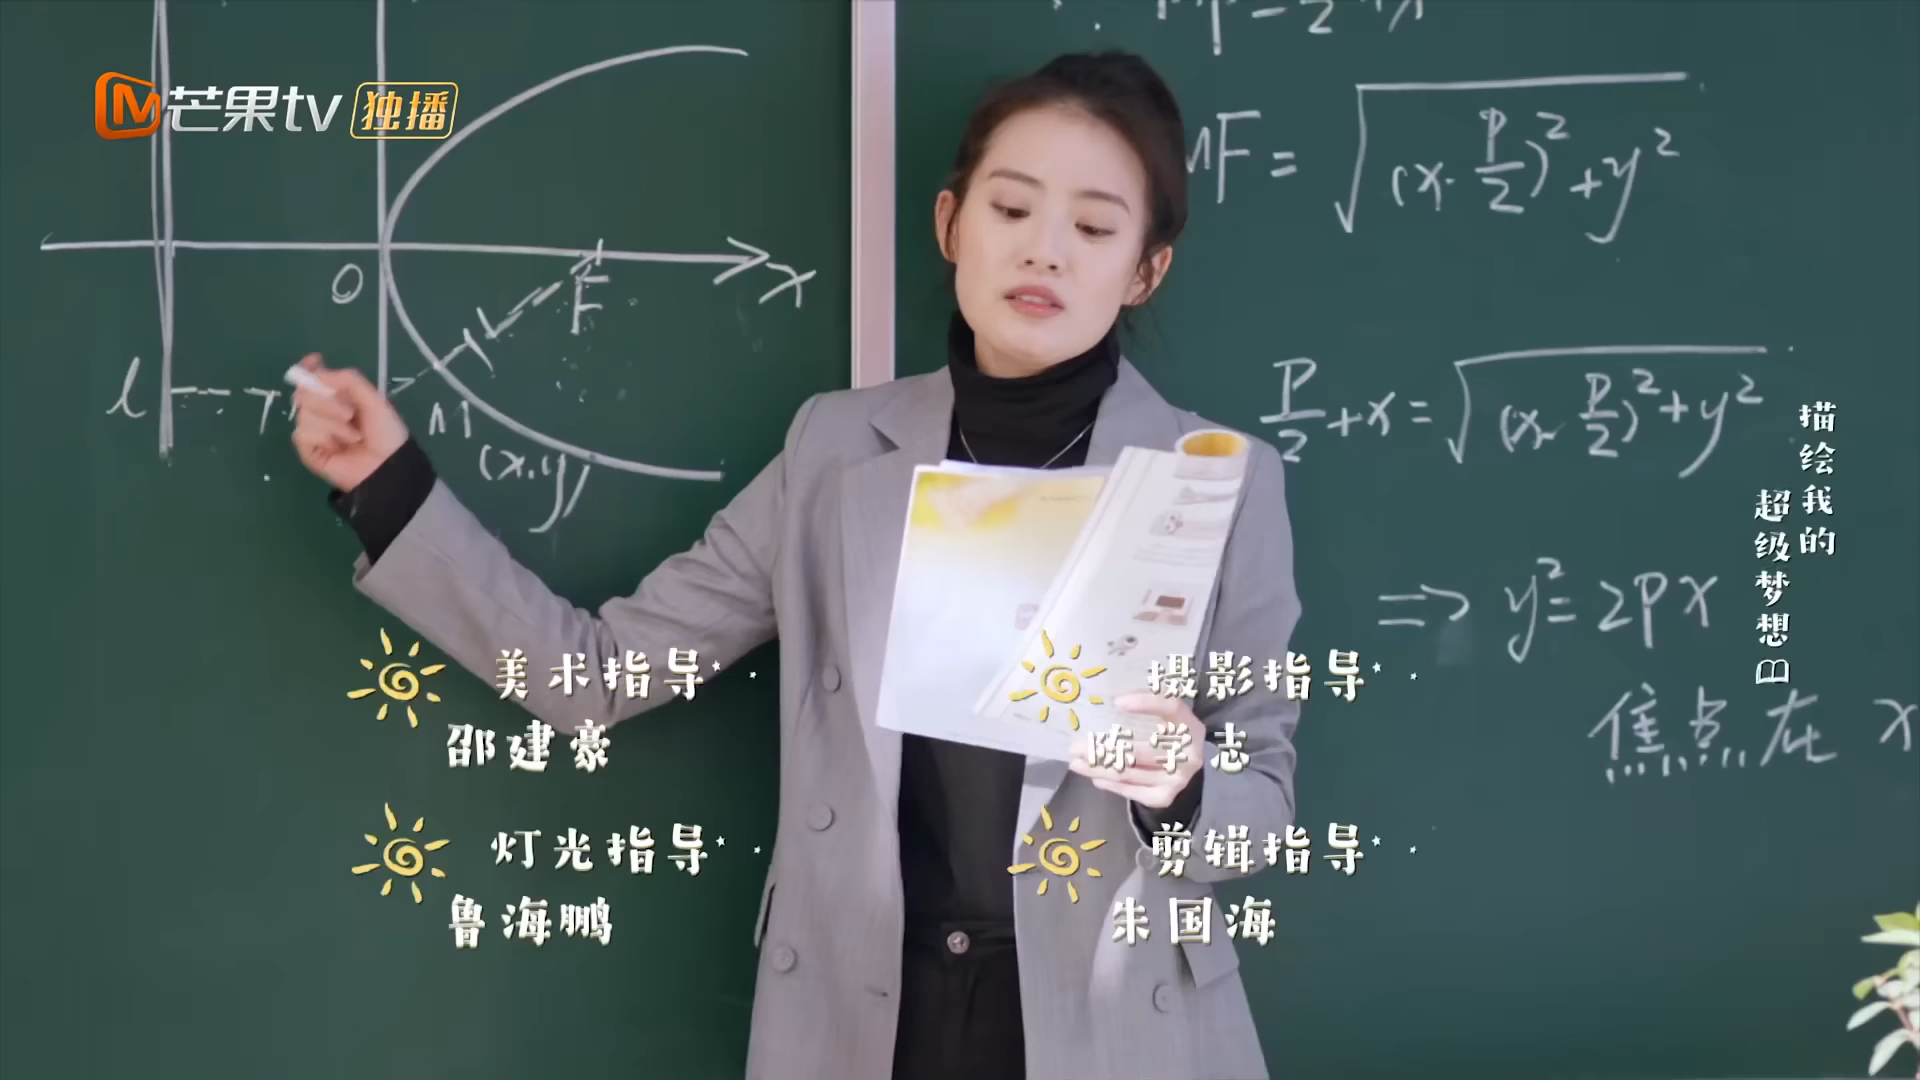 芒果tv 独播
MF = √((x-P/2)²+y²)
P/2+x=√((x-P/2)²+y²)
⇒ y²=2px
焦点在 x
O
x
F
l
M
(x,y)
描绘我的
超级梦想
美术指导
邵建豪
摄影指导
陈学志
灯光指导
鲁海鹏
剪辑指导
朱国海